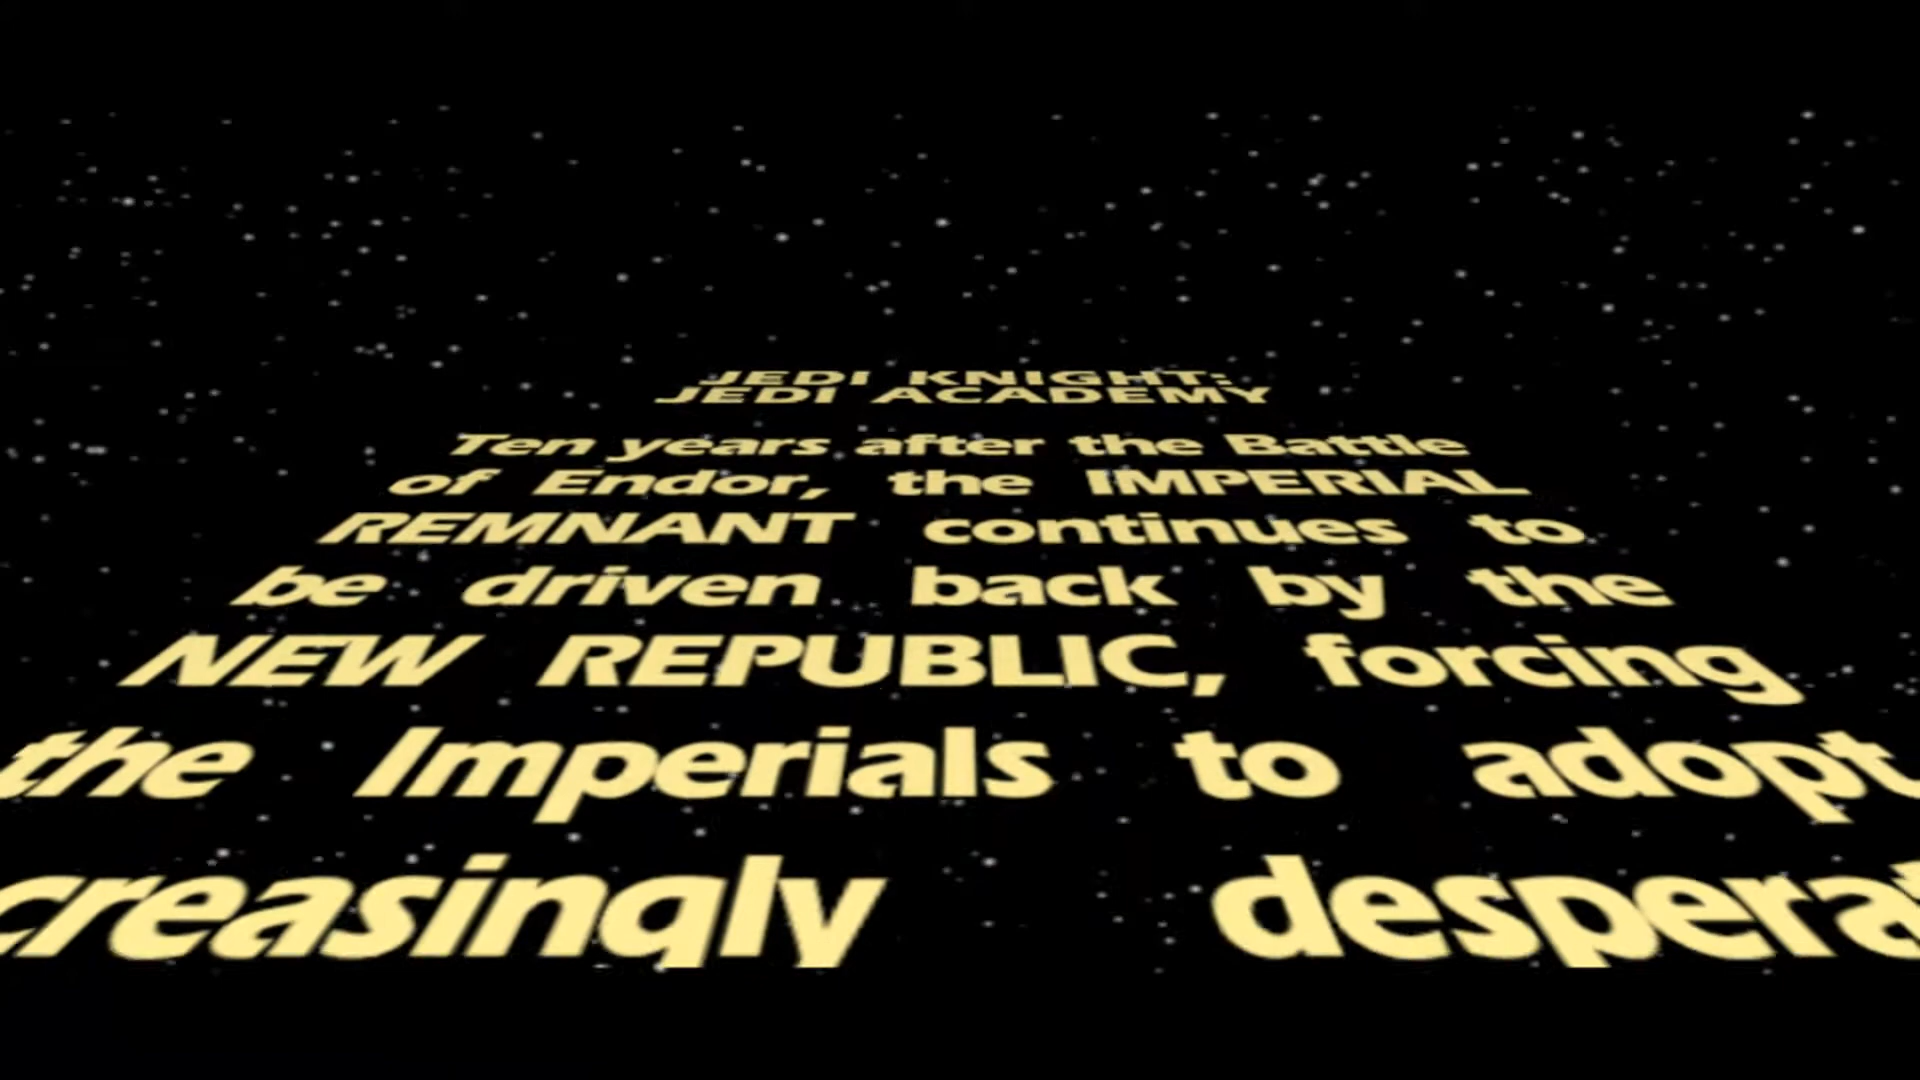 JEDI KNIGHT:
JEDI ACADEMY
Ten years after the Battle
of Endor, the IMPERIAL
REMNANT continues to
be driven back by the
NEW REPUBLIC, forcing
the Imperials to adopt
creasingly desperat